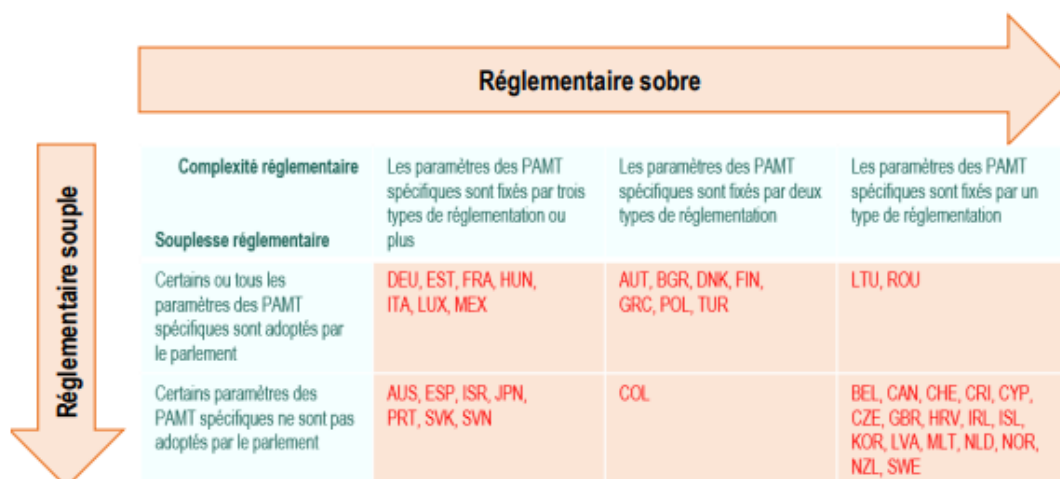 Réglementaire sobre
Réglementaire souple
Complexité réglementaire
Souplesse réglementaire
Les paramètres des PAMT
spécifiques sont fixés par trois
types de réglementation ou
plus
Les paramètres des PAMT
spécifiques sont fixés par deux
types de réglementation
Les paramètres des PAMT
spécifiques sont fixés par un
type de réglementation
Certains ou tous les
paramètres des PAMT
spécifiques sont adoptés par
le parlement
DEU, EST, FRA, HUN,
ITA, LUX, MEX
AUT, BGR, DNK, FIN,
GRC, POL, TUR
LTU, ROU
Certains paramètres des
PAMT spécifiques ne sont pas
adoptés par le parlement
AUS, ESP, ISR, JPN,
PRT, SVK, SVN
COL
BEL, CAN, CHE, CRI, CYP,
CZE, GBR, HRV, IRL, ISL,
KOR, LVA, MLT, NLD, NOR,
NZL, SWE